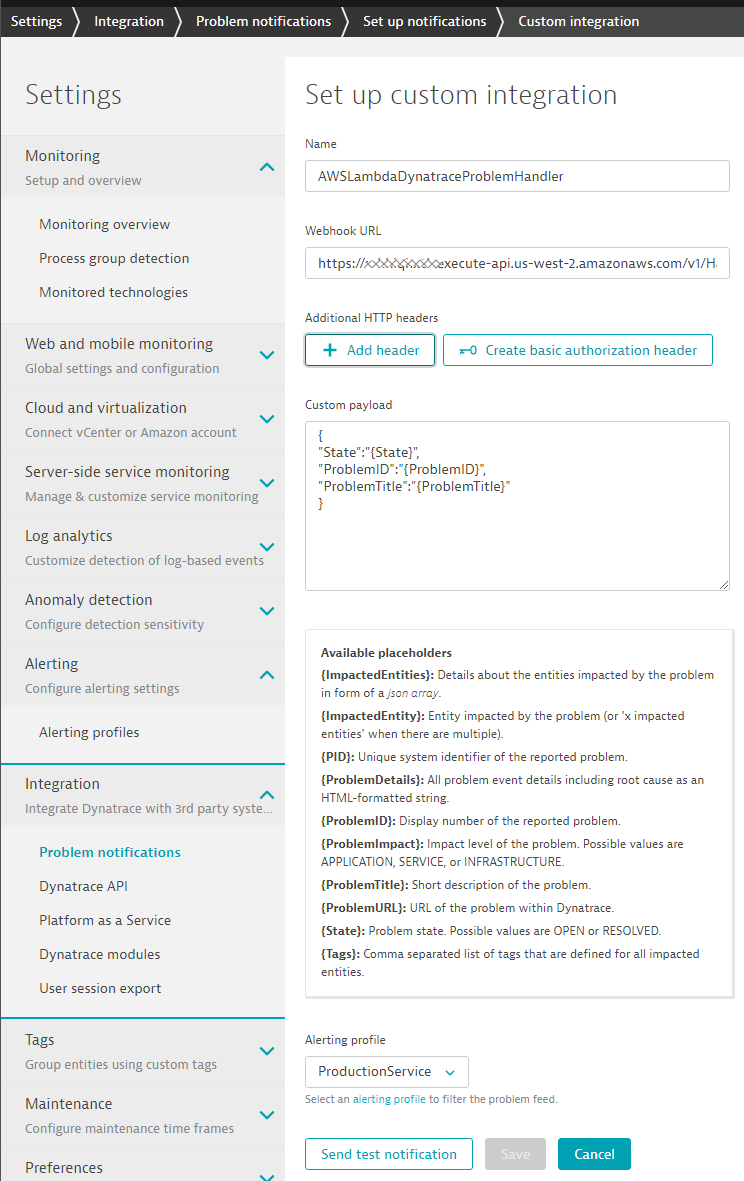 Settings Integration Problem notifications Set up notifications Custom integration
Settings
Monitoring
Setup and overview
Monitoring overview
Process group detection
Monitored technologies
Web and mobile monitoring
Global settings and configuration
Cloud and virtualization
Connect vCenter or Amazon account
Server-side service monitoring
Manage & customize service monitoring
Log analytics
Customize detection of log-based events
Anomaly detection
Configure detection sensitivity
Alerting
Configure alerting settings
Alerting profiles
Integration
Integrate Dynatrace with 3rd party syste...
Problem notifications
Dynatrace API
Platform as a Service
Dynatrace modules
User session export
Tags
Group entities using custom tags
Maintenance
Configure maintenance time frames
Preferences
Set up custom integration
Name
AWSLambdaDynatraceProblemHandler
Webhook URL
https:// execute-api.us-west-2.amazonaws.com/v1/H
Additional HTTP headers
Add header Create basic authorization header
Custom payload
{
"State":"{State}",
"ProblemID":"{ProblemID}",
"ProblemTitle":"{ProblemTitle}"
}
Available placeholders
{ImpactedEntities}: Details about the entities impacted by the problem
in form of a json array.
{ImpactedEntity}: Entity impacted by the problem (or 'x impacted
entities' when there are multiple).
{PID}: Unique system identifier of the reported problem.
{ProblemDetails}: All problem event details including root cause as an
HTML-formatted string.
{ProblemID}: Display number of the reported problem.
{ProblemImpact}: Impact level of the problem. Possible values are
APPLICATION, SERVICE, or INFRASTRUCTURE.
{ProblemTitle}: Short description of the problem.
{ProblemURL}: URL of the problem within Dynatrace.
{State}: Problem state. Possible values are OPEN or RESOLVED.
{Tags}: Comma separated list of tags that are defined for all impacted
entities.
Alerting profile
ProductionService
Select an alerting profile to filter the problem feed.
Send test notification Save Cancel